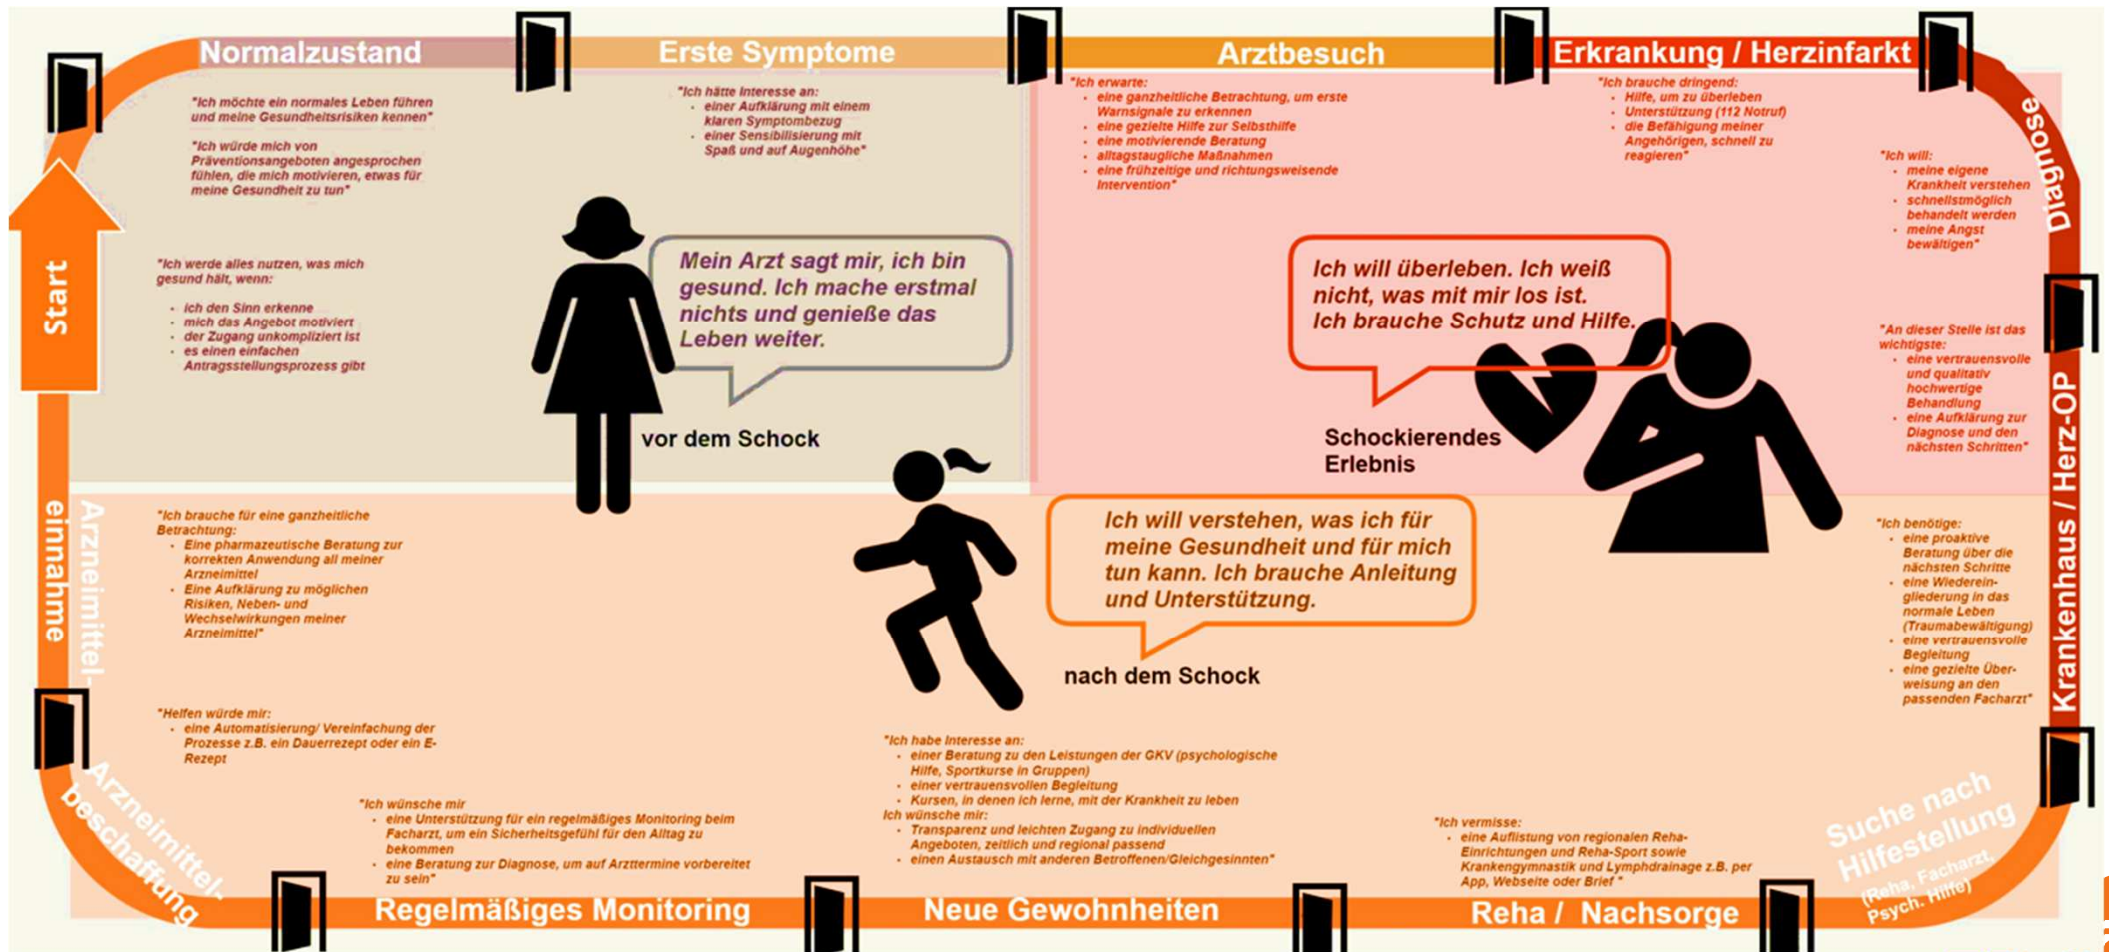 Start
Normalzustand
"Ich möchte ein normales Leben führen
und meine Gesundheitsrisiken kennen"
"Ich würde mich von
Präventionsangeboten angesprochen
fühlen, die mich motivieren, etwas für
meine Gesundheit zu tun"
"Ich werde alles nutzen, was mich
gesund hält, wenn:
- ich den Sinn erkenne
- mich das Angebot motiviert
- der Zugang unkompliziert ist
- es einen einfachen
Antragsstellungsprozess gibt
Erste Symptome
"Ich hätte Interesse an:
• einer Aufklärung mit einem
klaren Symptombezug
• einer Sensibilisierung mit
Spaß und auf Augenhöhe"
Mein Arzt sagt mir, ich bin
gesund. Ich mache erstmal
nichts und genieße das
Leben weiter.
vor dem Schock
Arztbesuch
"Ich erwarte:
• eine ganzheitliche Betrachtung, um erste
Warnsignale zu erkennen
• eine gezielte Hilfe zur Selbsthilfe
• eine motivierende Beratung
• alltagstaugliche Maßnahmen
• eine frühzeitige und richtungsweisende
Intervention"
Erkrankung / Herzinfarkt
"Ich brauche dringend:
• Hilfe, um zu überleben
• Unterstützung (112 Notruf)
• die Befähigung meiner
Angehörigen, schnell zu
reagieren"
Ich will überleben. Ich weiß
nicht, was mit mir los ist.
Ich brauche Schutz und Hilfe.
Schockierendes
Erlebnis
Diagnose
"Ich will:
• meine eigene
Krankheit verstehen
• schnellstmöglich
behandelt werden
• meine Angst
bewältigen"
Krankenhaus / Herz-OP
"An dieser Stelle ist das
wichtigste:
• eine vertrauensvolle
und qualitativ
hochwertige
Behandlung
• eine Aufklärung zur
Diagnose und den
nächsten Schritten"
"Ich benötige:
• eine proaktive
Beratung über die
nächsten Schritte
• eine Wiederein-
gliederung in das
normale Leben
(Traumabewältigung)
• eine vertrauensvolle
Begleitung
• eine gezielte Über-
weisung an den
passenden Facharzt"
Suche nach
Hilfestellung
(Reha, Facharzt,
Psych. Hilfe)
Reha / Nachsorge
"Ich vermisse:
• eine Auflistung von regionalen Reha-
Einrichtungen und Reha-Sport sowie
Krankengymnastik und Lymphdrainage z.B. per
App, Webseite oder Brief "
Ich will verstehen, was ich für
meine Gesundheit und für mich
tun kann. Ich brauche Anleitung
und Unterstützung.
nach dem Schock
Neue Gewohnheiten
"Ich habe Interesse an:
• einer Beratung zu den Leistungen der GKV (psychologische
Hilfe, Sportkurse in Gruppen)
• einer vertrauensvollen Begleitung
• Kursen, in denen ich lerne, mit der Krankheit zu leben
Ich wünsche mir:
• Transparenz und leichten Zugang zu individuellen
Angeboten, zeitlich und regional passend
• einen Austausch mit anderen Betroffenen/Gleichgesinnten"
Regelmäßiges Monitoring
"Ich wünsche mir
• eine Unterstützung für ein regelmäßiges Monitoring beim
Facharzt, um ein Sicherheitsgefühl für den Alltag zu
bekommen
• eine Beratung zur Diagnose, um auf Arzttermine vorbereitet
zu sein"
Arzneimittel-
beschaffung
"Helfen würde mir:
• eine Automatisierung/ Vereinfachung der
Prozesse z.B. ein Dauerrezept oder ein E-
Rezept
Arzneimittel-
einnahme
"Ich brauche für eine ganzheitliche
Betrachtung:
• Eine pharmazeutische Beratung zur
korrekten Anwendung all meiner
Arzneimittel
• Eine Aufklärung zu möglichen
Risiken, Neben- und
Wechselwirkungen meiner
Arzneimittel"